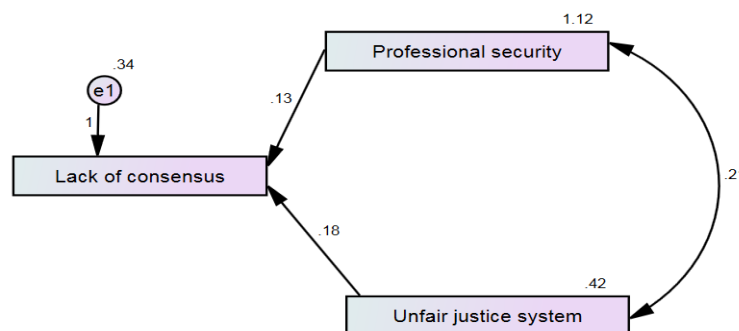 1.12
Professional security
.34
e1
.13
1
Lack of consensus
.2
.18
.42
Unfair justice system